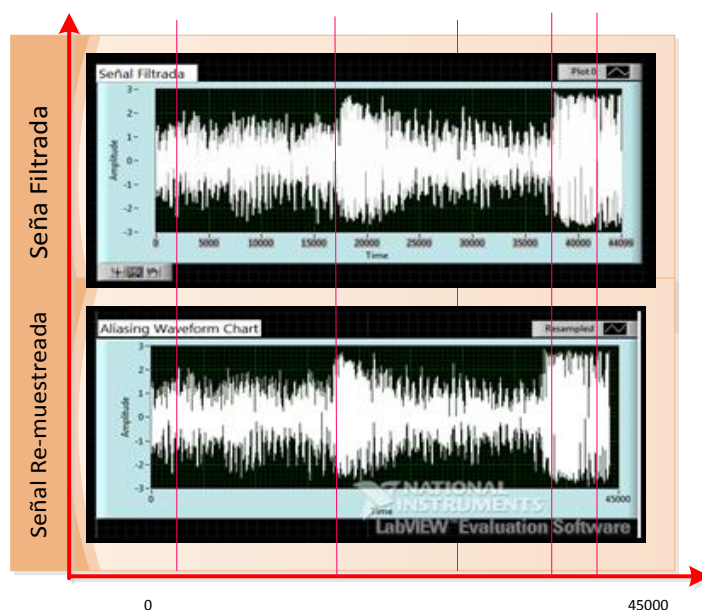 Seña Filtrada
Señal Filtrada
Plot 0
Amplitude
3
2
1
0
-1
-2
-3
0 5000 10000 15000 20000 25000 30000 35000 40000 44099
Time
Señal Re-muestreada
Aliasing Waveform Chart
Resampled
Amplitude
3
2
1
0
-1
-2
-3
0 45000
Time
NATIONAL
INSTRUMENTS
LabVIEW™ Evaluation Software
0 45000